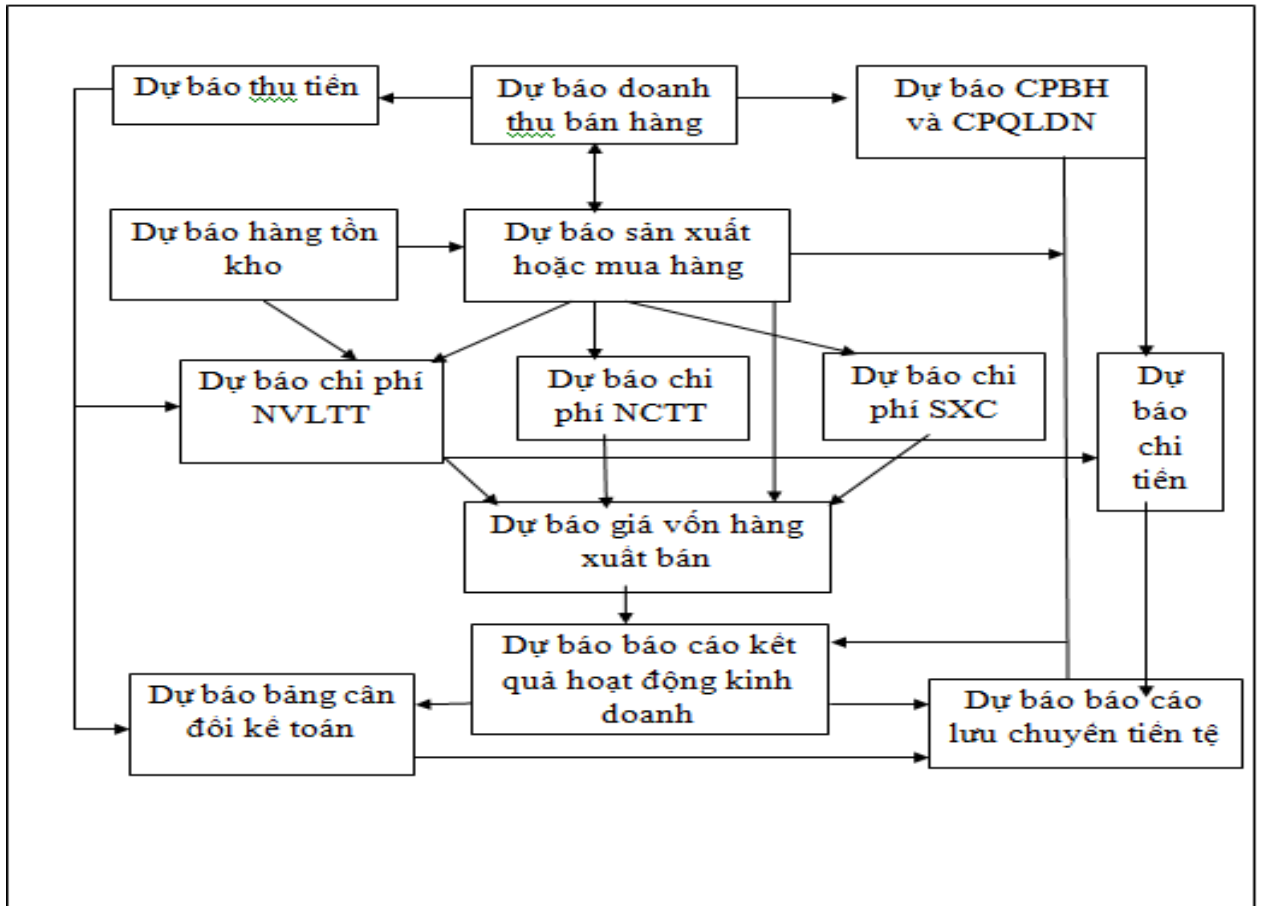 Dự báo thu tiền
Dự báo doanh
thu bán hàng
Dự báo CPBH
và CPQLDN
Dự báo hàng tồn
kho
Dự báo sản xuất
hoặc mua hàng
Dự báo chi phí
NVLTT
Dự báo chi
phí NCTT
Dự báo chi
phí SXC
Dự
báo
chi
tiền
Dự báo giá vốn hàng
xuất bán
Dự báo báo cáo kết
quả hoạt động kinh
doanh
Dự báo bảng cân
đối kế toán
Dự báo báo cáo
lưu chuyển tiền tệ